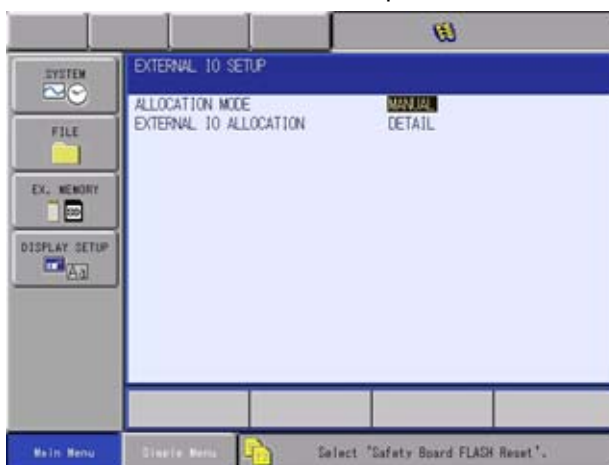 SYSTEM
FILE
EX. MEMORY
DISPLAY SETUP
EXTERNAL IO SETUP
ALLOCATION MODE MANUAL
EXTERNAL IO ALLOCATION DETAIL
Main Menu
Simple Menu
Select "Safety Board FLASH Reset".